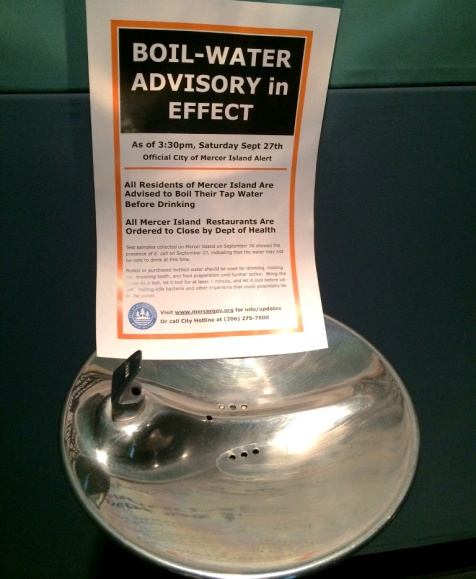 BOIL-WATER
ADVISORY in
EFFECT
As of 3:30pm, Saturday Sept 27th
Official City of Mercer Island Alert
All Residents of Mercer Island Are
Advised to Boil Their Tap Water
Before Drinking
All Mercer Island Restaurants Are
Ordered to Close by Dept of Health
Test samples collected on Mercer Island on September 26 showed the
presence of E. coli on September 27, indicating that the water may not
be safe to drink at this time.
Boiled or purchased bottled water should be used for drinking, making
ice, brushing teeth, and food preparation until further notice. Bring the
water to a boil, let it boil for at least 1 minute, and let it cool before
Boiling kills bacteria and other organisms that could potentially be
in the water.
Visit www.mercergov.org for info/updates
Or call City Hotline at (206) 275-7800